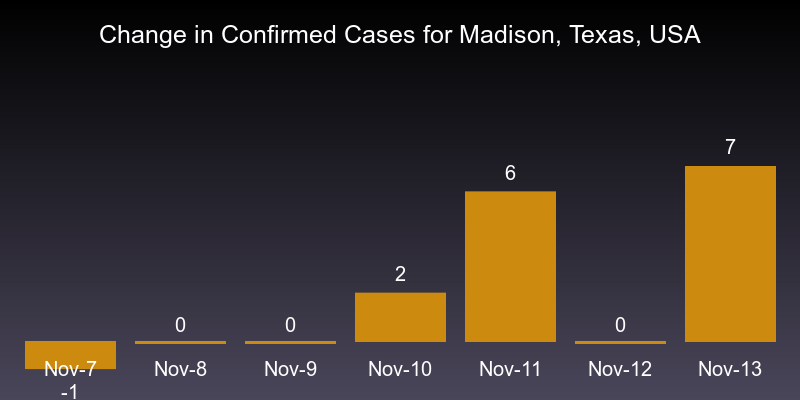 Change in Confirmed Cases for Madison, Texas, USA
7
6
2
0
0
0
Nov-7
Nov-8
Nov-9
Nov-10
Nov-11
Nov-12
Nov-13
-1